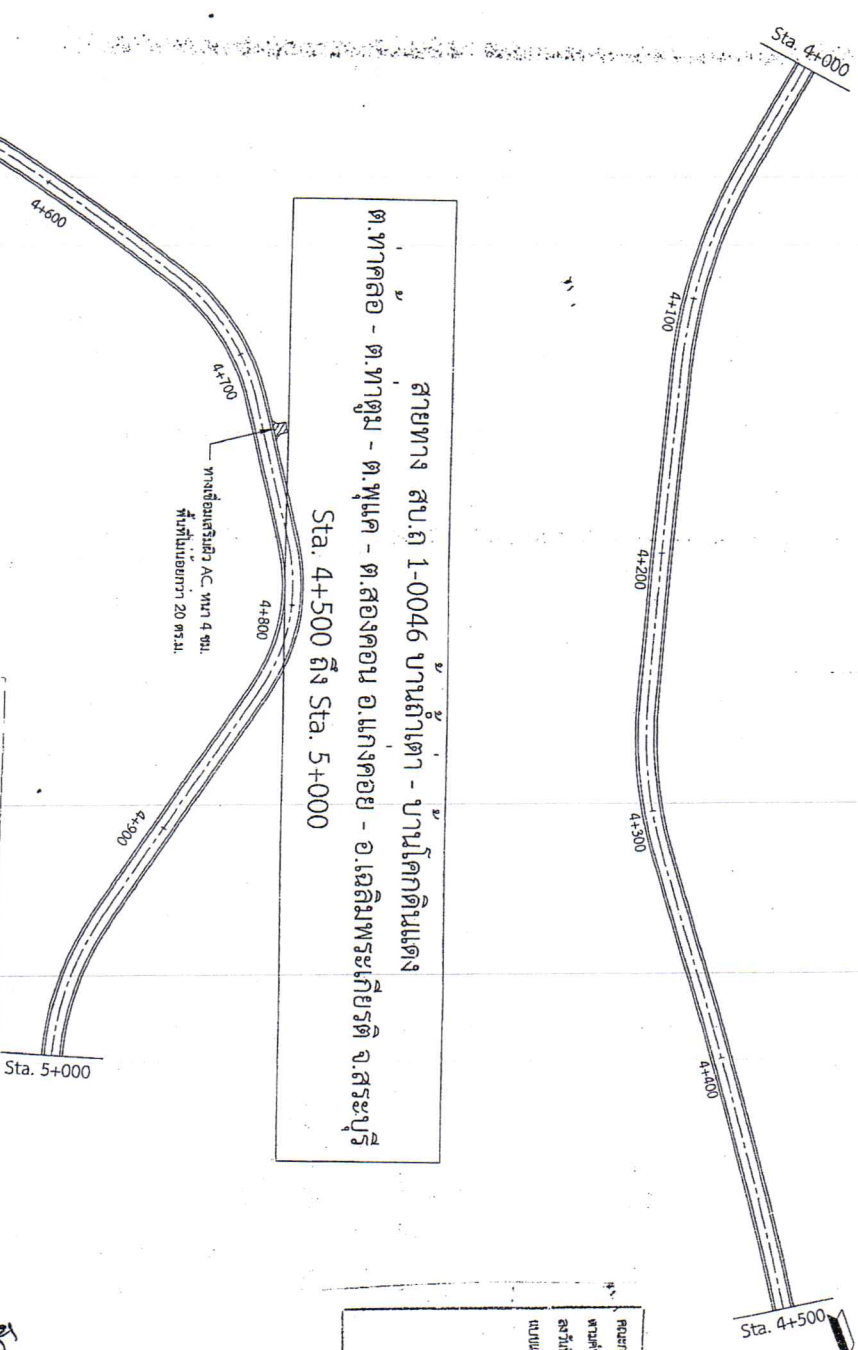 Sta. 4+000
4+100
4+200
4+300
4+400
Sta. 4+500
สายทาง สบ.ถ 1-0046 บ้านถ้ำเต่า - บ้านโคกดินแดง
ต.ท่าคล้อ - ต.ท่าตูม - ต.พุแค - ต.สองคอน อ.แก่งคอย - อ.เฉลิมพระเกียรติ จ.สระบุรี
Sta. 4+500 ถึง Sta. 5+000
4+600
4+700
4+800
4+900
Sta. 5+000
ทางเชื่อมเสริมผิว AC. หนา 4 ซม.
พื้นที่ไม่น้อยกว่า 20 ตร.ม.